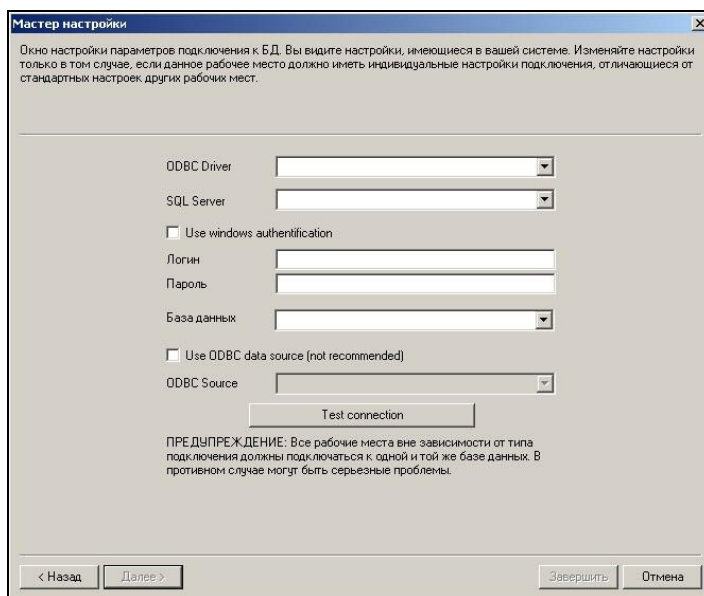 Мастер настройки
Окно настройки параметров подключения к БД. Вы видите настройки, имеющиеся в вашей системе. Изменяйте настройки
только в том случае, если данное рабочее место должно иметь индивидуальные настройки подключения, отличающиеся от
стандартных настроек других рабочих мест.
ODBC Driver
SQL Server
Use windows authentification
Логин
Пароль
База данных
Use ODBC data source (not recommended)
ODBC Source
Test connection
ПРЕДУПРЕЖДЕНИЕ: Все рабочие места вне зависимости от типа
подключения должны подключаться к одной и той же базе данных. В
противном случае могут быть серьезные проблемы.
< Назад Далее > Завершить Отмена